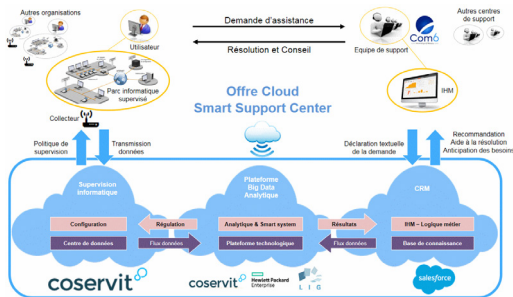 Autres organisations
Utilisateur
Parc informatique
supervisé
Collecteur
Demande d'assistance
Résolution et Conseil
Equipe de support
Com6
Autres centres
de support
IHM
Offre Cloud
Smart Support Center
Politique de
supervision
Transmission
données
Déclaration textuelle
de la demande
Recommandation
Aide à la résolution
Anticipation des besoins
Supervision
Informatique
Plateforme
Big Data
Analytique
CRM
Configuration
Régulation
Analytique & Smart system
Résultats
IHM – Logique métier
Centre de données
Flux données
Plateforme technologique
Flux données
Base de connaissance
coservit
coservit
Hewlett Packard
Enterprise
LIG
salesforce